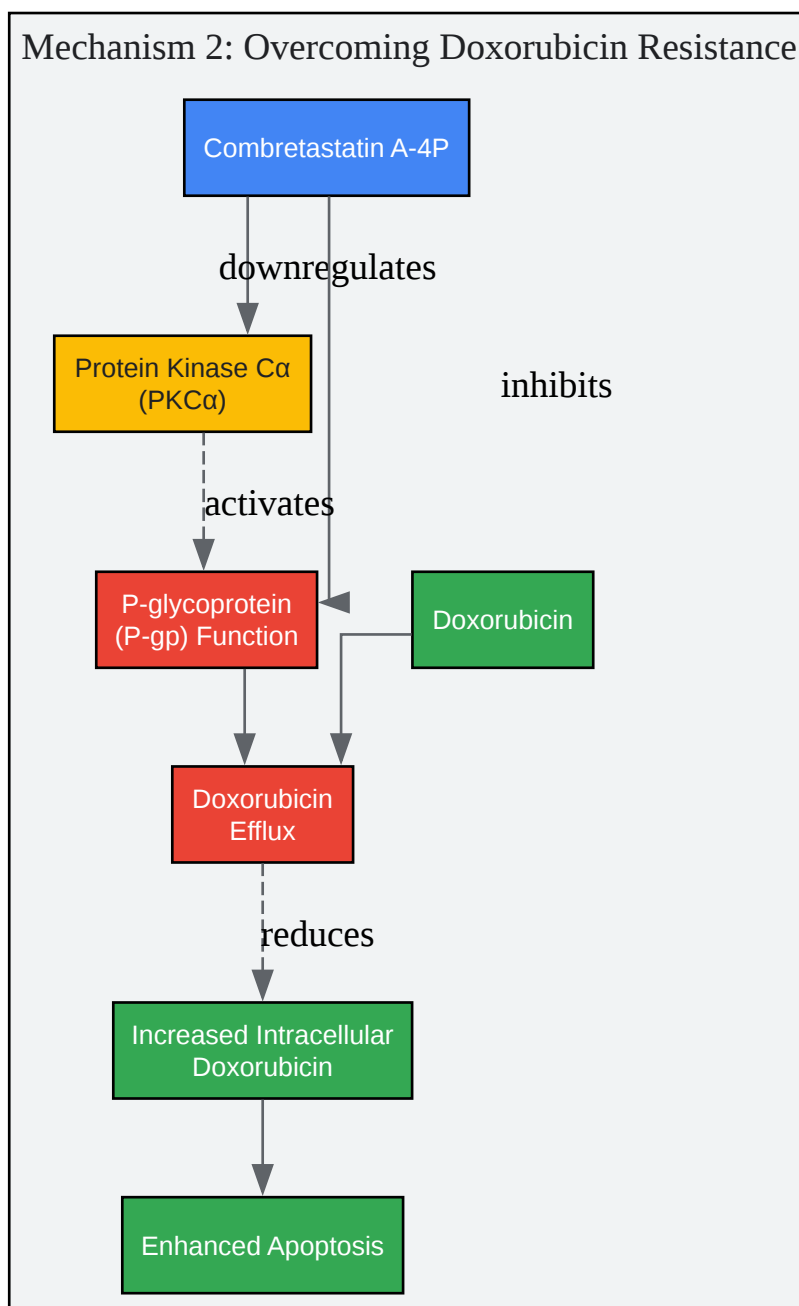 Mechanism 2: Overcoming Doxorubicin Resistance
Combretastatin A-4P
downregulates
Protein Kinase Cα
(PKCα)
inhibits
activates
P-glycoprotein
(P-gp) Function
Doxorubicin
Doxorubicin
Efflux
reduces
Increased Intracellular
Doxorubicin
Enhanced Apoptosis